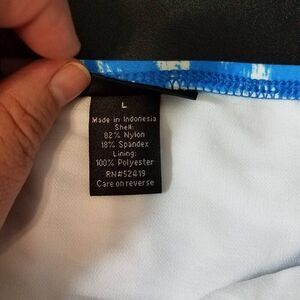 L
Made in Indonesia
Shell:
82% Nylon
18% Spandex
Lining:
100% Polyester
RN#52419
Care on reverse